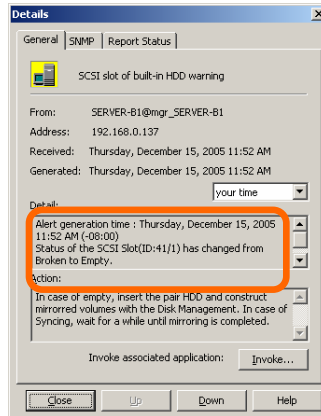 Details
General SNMP Report Status
SCSI slot of built-in HDD warning
From: SERVER-B1@mgr_SERVER-B1
Address: 192.168.0.137
Received: Thursday, December 15, 2005 11:52 AM
Generated: Thursday, December 15, 2005 11:52 AM
your time
Detail:
Alert generation time : Thursday, December 15, 2005
11:52 AM (-08:00)
Status of the SCSI Slot(ID:41/1) has changed from
Broken to Empty.
Action:
In case of empty, insert the pair HDD and construct
mirrorred volumes with the Disk Management. In case of
Syncing, wait for a while until mirroring is completed.
Invoke associated application: Invoke...
Close Up Down Help